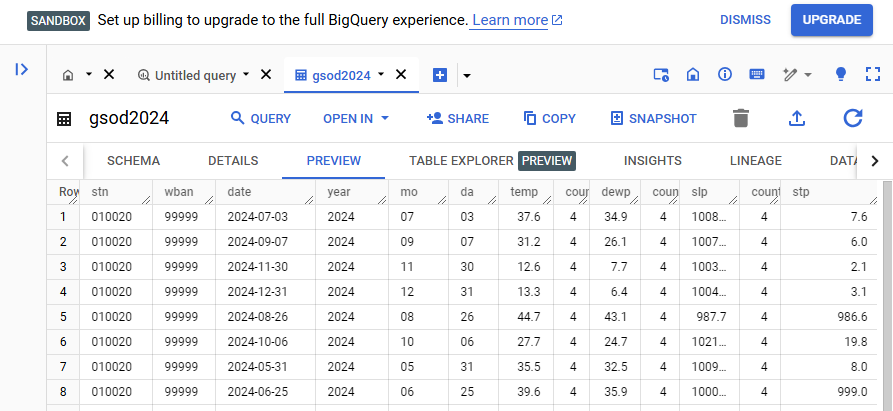 SANDBOX Set up billing to upgrade to the full BigQuery experience. Learn more DISMISS UPGRADE
Untitled query gsod2024
gsod2024 QUERY OPEN IN SHARE COPY SNAPSHOT
SCHEMA DETAILS PREVIEW TABLE EXPLORER PREVIEW INSIGHTS LINEAGE DATA
Row stn wban date year mo da temp coun dewp coun slp count stp
1 010020 99999 2024-07-03 2024 07 03 37.6 4 34.9 4 1008... 4 7.6
2 010020 99999 2024-09-07 2024 09 07 31.2 4 26.1 4 1007... 4 6.0
3 010020 99999 2024-11-30 2024 11 30 12.6 4 7.7 4 1003... 4 2.1
4 010020 99999 2024-12-31 2024 12 31 13.3 4 6.4 4 1004... 4 3.1
5 010020 99999 2024-08-26 2024 08 26 44.7 4 43.1 4 987.7 4 986.6
6 010020 99999 2024-10-06 2024 10 06 27.7 4 24.7 4 1021... 4 19.8
7 010020 99999 2024-05-31 2024 05 31 35.5 4 32.5 4 1009... 4 8.0
8 010020 99999 2024-06-25 2024 06 25 39.6 4 35.9 4 1000... 4 999.0